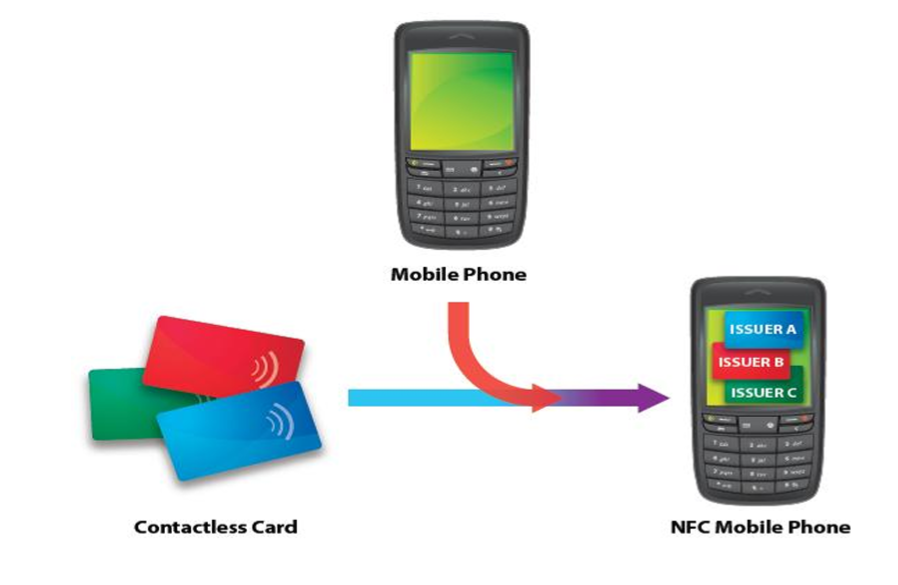 Mobile Phone
ISSUER A
ISSUER B
ISSUER C
Contactless Card
NFC Mobile Phone